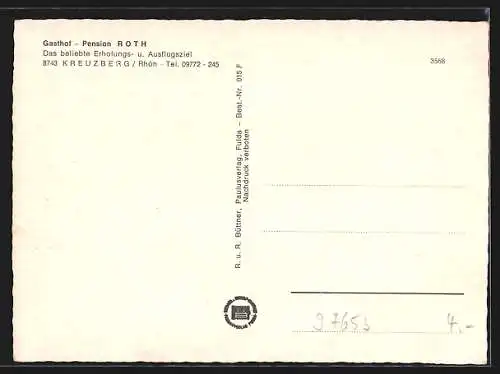 Gasthof - Pension ROTH
Das beliebte Erholungs- u. Ausflugsziel
8743 KREUZBERG / Rhön - Tel. 09772 - 245
3568
R. u. R. Büttner, Paulusverlag, Fulda - Best.-Nr. 015 F
Nachdruck verboten
4.-